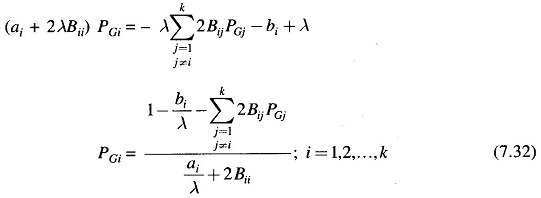 (a_i + 2λB_ii) P_Gi = − λ ∑_{j=1, j≠i}^{k} 2B_ij P_Gj − b_i + λ
P_Gi = (1 − b_i/λ − ∑_{j=1, j≠i}^{k} 2B_ij P_Gj) / (a_i/λ + 2B_ii) ; i = 1,2,…,k (7.32)